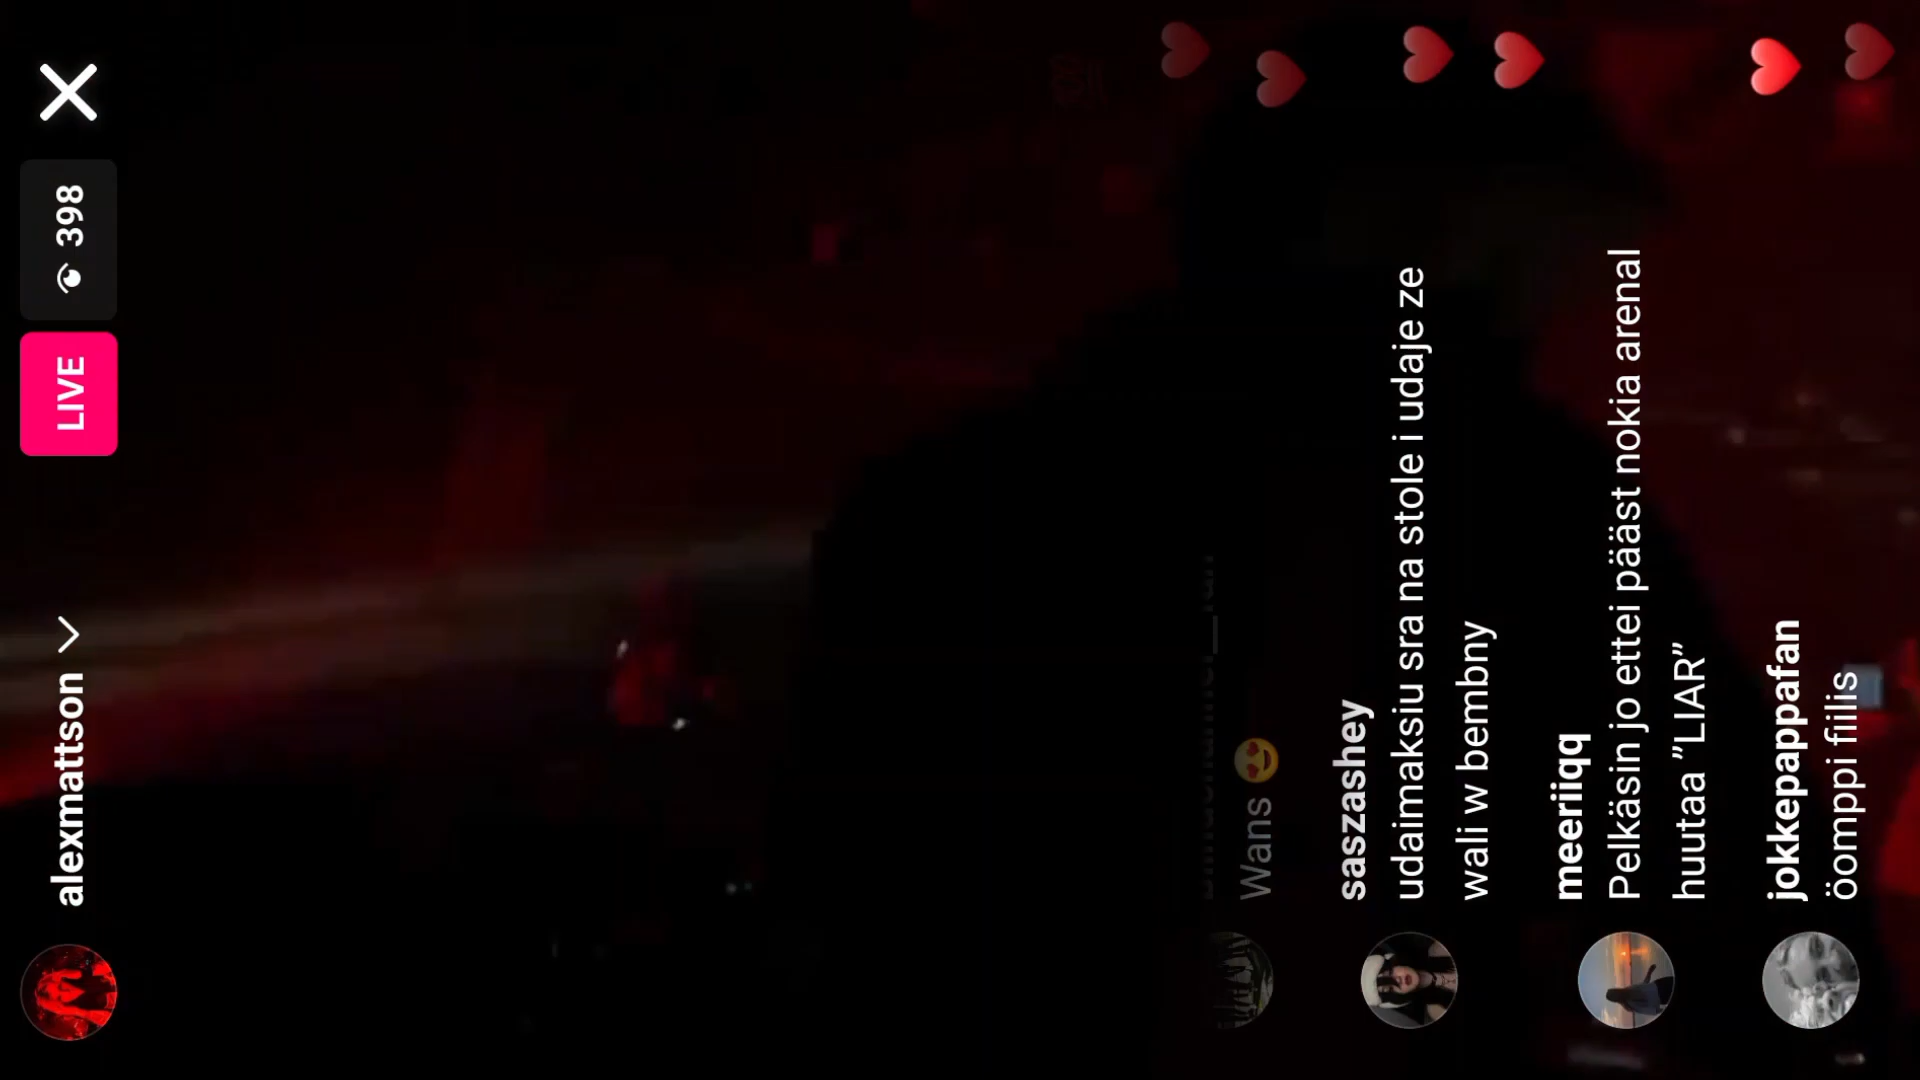 alexmattson
LIVE
398
Wans 😍
saszashey
udaimaksiu sra na stole i udaje ze
wali w bembny
meeriiqq
Pelkäsin jo ettei pääst nokia arenal
huutaa ”LIAR”
jokkepappafan
öomppi fiilis